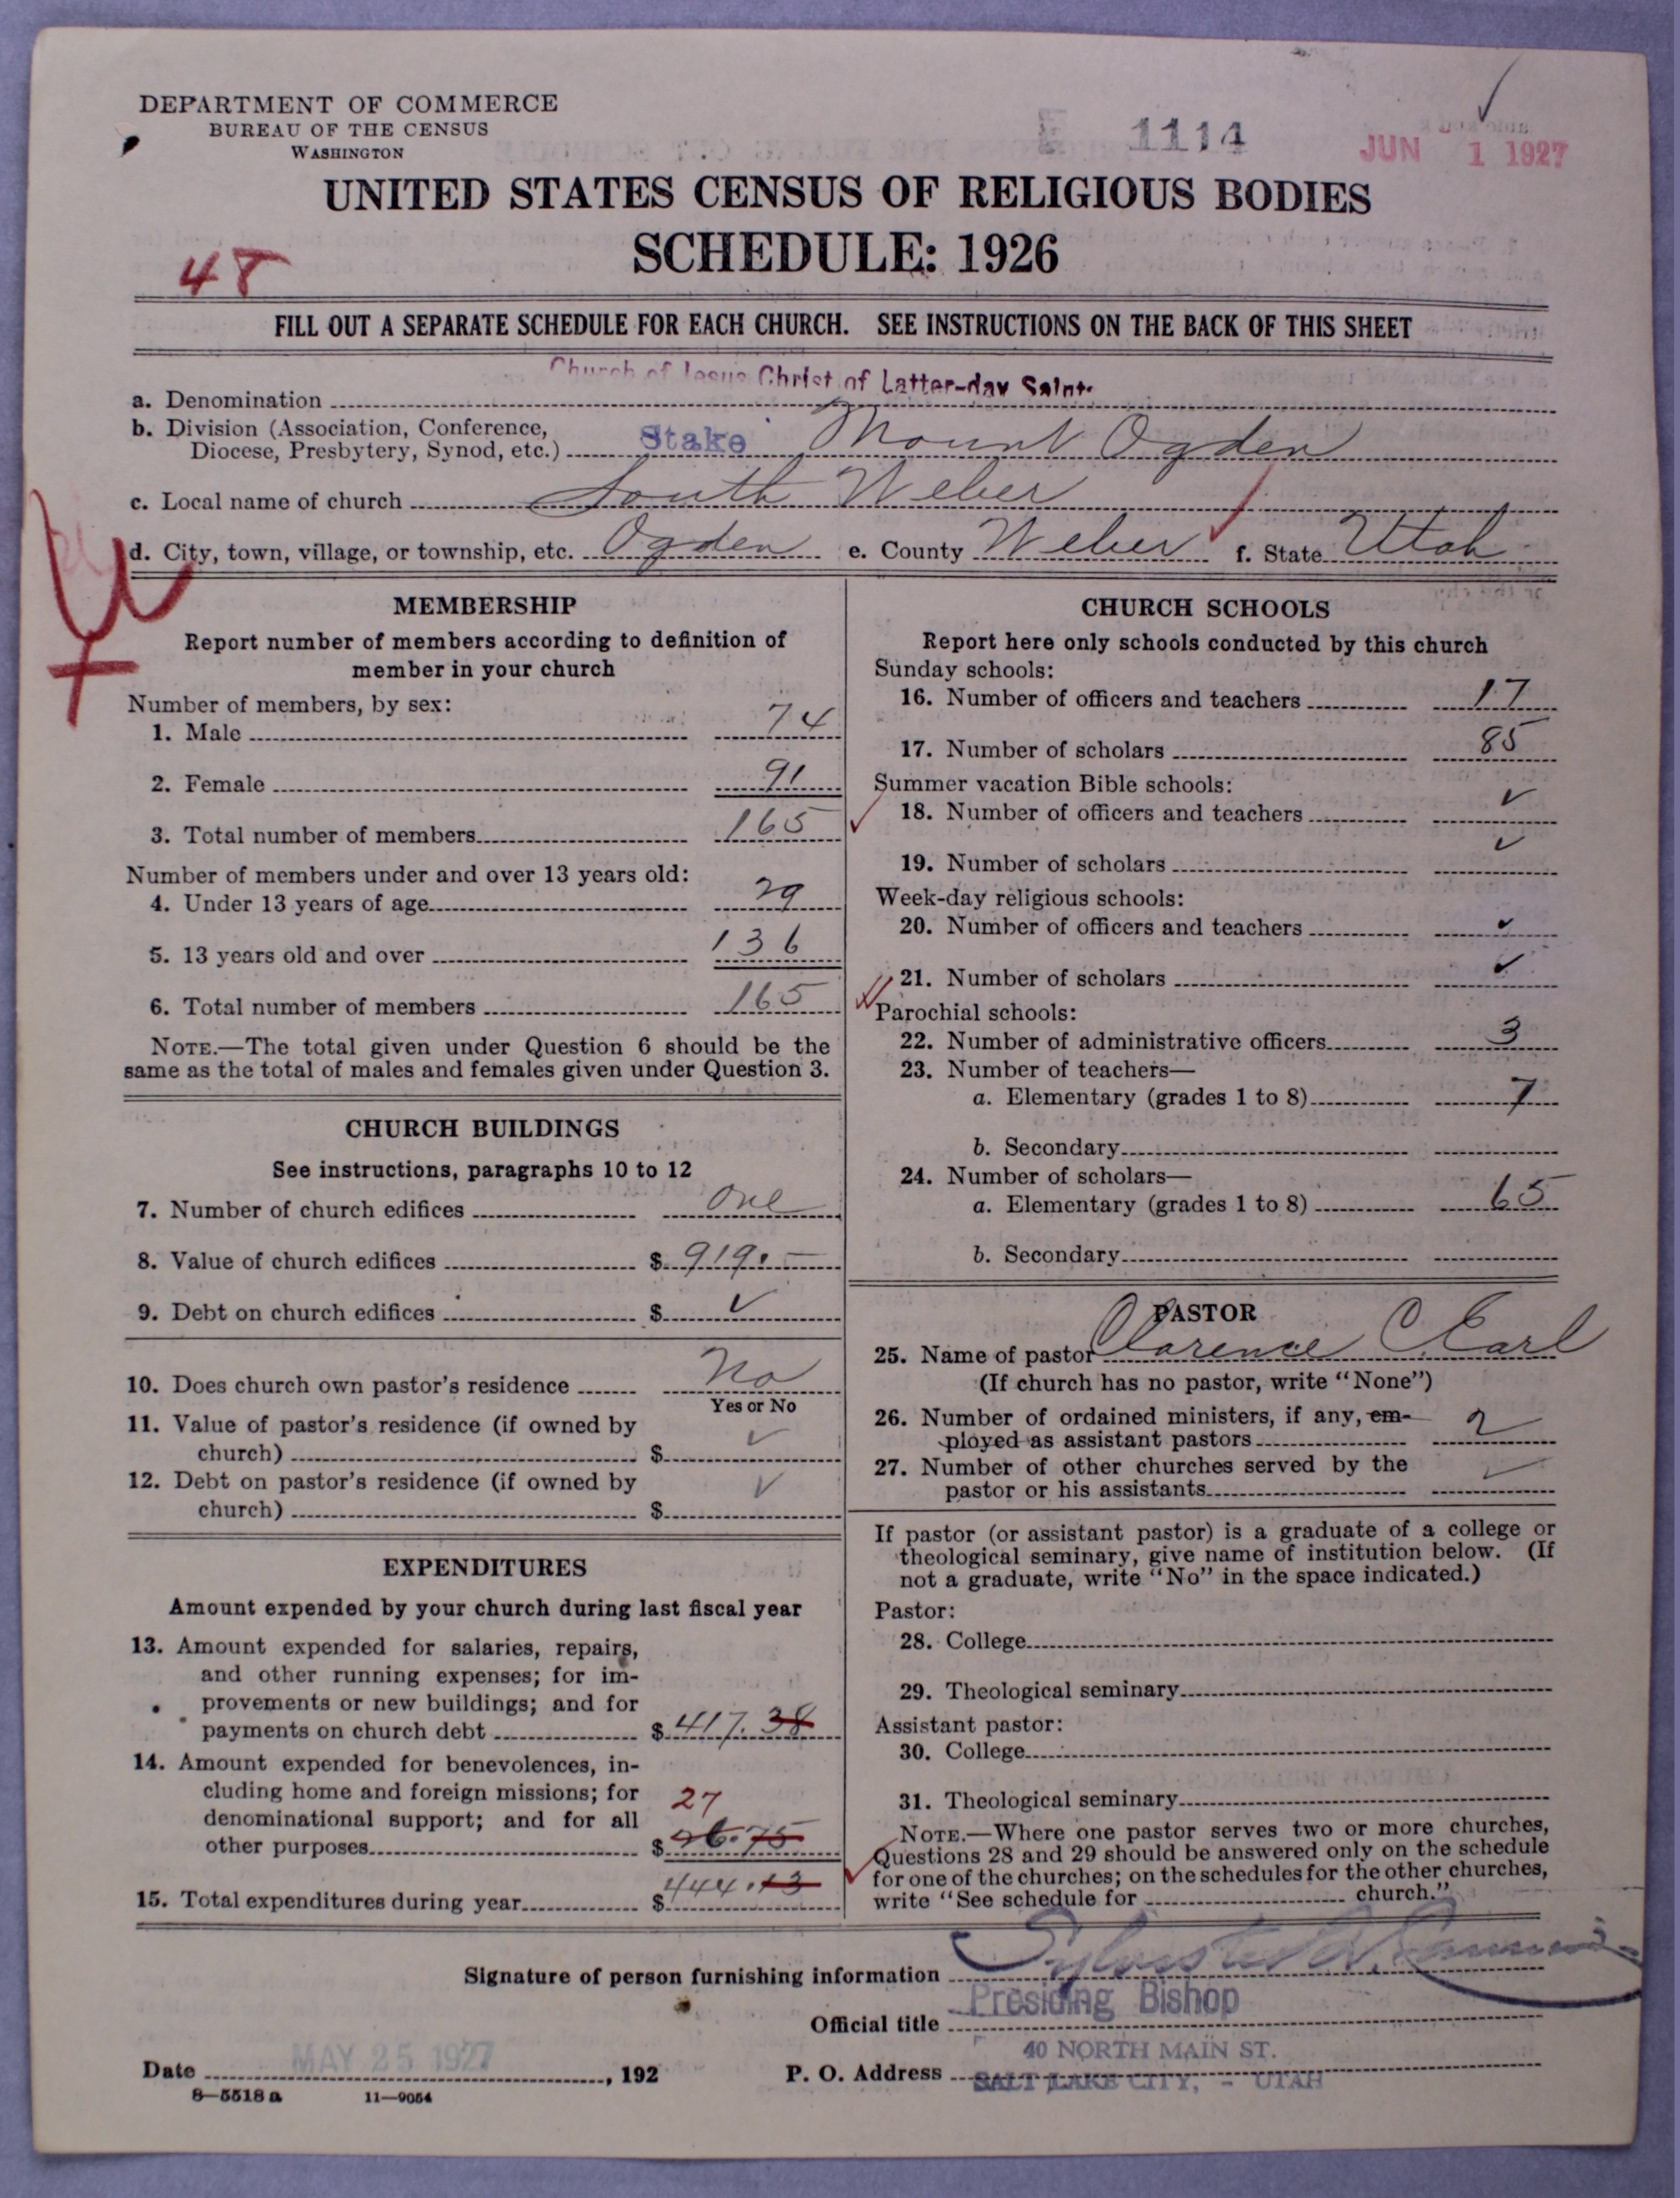 DEPARTMENT OF COMMERCE
BUREAU OF THE CENSUS
WASHINGTON
1114
JUN 1 1927
UNITED STATES CENSUS OF RELIGIOUS BODIES
SCHEDULE: 1926
48
FILL OUT A SEPARATE SCHEDULE FOR EACH CHURCH. SEE INSTRUCTIONS ON THE BACK OF THIS SHEET
a. Denomination Church of Jesus Christ of Latter-day Saints
b. Division (Association, Conference,
Diocese, Presbytery, Synod, etc.) Stake Mount Ogden
c. Local name of church South Weber
d. City, town, village, or township, etc. Ogden e. County Weber f. State Utah
MEMBERSHIP
Report number of members according to definition of
member in your church
Number of members, by sex:
1. Male 74
2. Female 91
3. Total number of members 165
Number of members under and over 13 years old:
4. Under 13 years of age 29
5. 13 years old and over 136
6. Total number of members 165
NOTE.—The total given under Question 6 should be the
same as the total of males and females given under Question 3.
CHURCH BUILDINGS
See instructions, paragraphs 10 to 12
7. Number of church edifices One
8. Value of church edifices $ 919.—
9. Debt on church edifices $ ✓
10. Does church own pastor's residence No
Yes or No
11. Value of pastor's residence (if owned by
church) $ ✓
12. Debt on pastor's residence (if owned by
church) $ ✓
EXPENDITURES
Amount expended by your church during last fiscal year
13. Amount expended for salaries, repairs,
and other running expenses; for im-
provements or new buildings; and for
payments on church debt $ 417.38
14. Amount expended for benevolences, in-
cluding home and foreign missions; for 27
denominational support; and for all
other purposes $ 26.75
15. Total expenditures during year $ 444.13
CHURCH SCHOOLS
Report here only schools conducted by this church
Sunday schools:
16. Number of officers and teachers 17
17. Number of scholars 85
Summer vacation Bible schools:
18. Number of officers and teachers ✓
19. Number of scholars ✓
Week-day religious schools:
20. Number of officers and teachers ✓
21. Number of scholars ✓
Parochial schools:
22. Number of administrative officers 3
23. Number of teachers—
a. Elementary (grades 1 to 8) 7
b. Secondary
24. Number of scholars—
a. Elementary (grades 1 to 8) 65
b. Secondary
PASTOR
25. Name of pastor Clarence C. Earl
(If church has no pastor, write "None")
26. Number of ordained ministers, if any, em-
ployed as assistant pastors 2
27. Number of other churches served by the
pastor or his assistants ✓
If pastor (or assistant pastor) is a graduate of a college or
theological seminary, give name of institution below. (If
not a graduate, write "No" in the space indicated.)
Pastor:
28. College
29. Theological seminary
Assistant pastor:
30. College
31. Theological seminary
NOTE.—Where one pastor serves two or more churches,
Questions 28 and 29 should be answered only on the schedule
for one of the churches; on the schedules for the other churches,
write "See schedule for church."
Signature of person furnishing information Sylvester Q. Cannon
Official title Presiding Bishop
40 NORTH MAIN ST.
Date MAY 25 1927, 192 P. O. Address SALT LAKE CITY, - UTAH
8-5518 a 11-9054